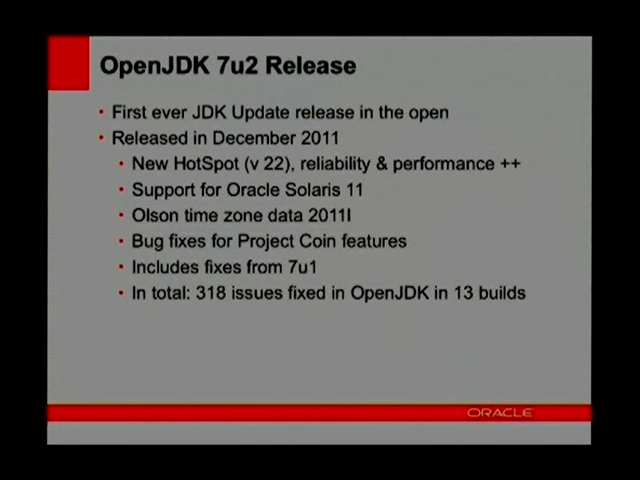 OpenJDK 7u2 Release
• First ever JDK Update release in the open
• Released in December 2011
• New HotSpot (v 22), reliability & performance ++
• Support for Oracle Solaris 11
• Olson time zone data 2011l
• Bug fixes for Project Coin features
• Includes fixes from 7u1
• In total: 318 issues fixed in OpenJDK in 13 builds
ORACLE